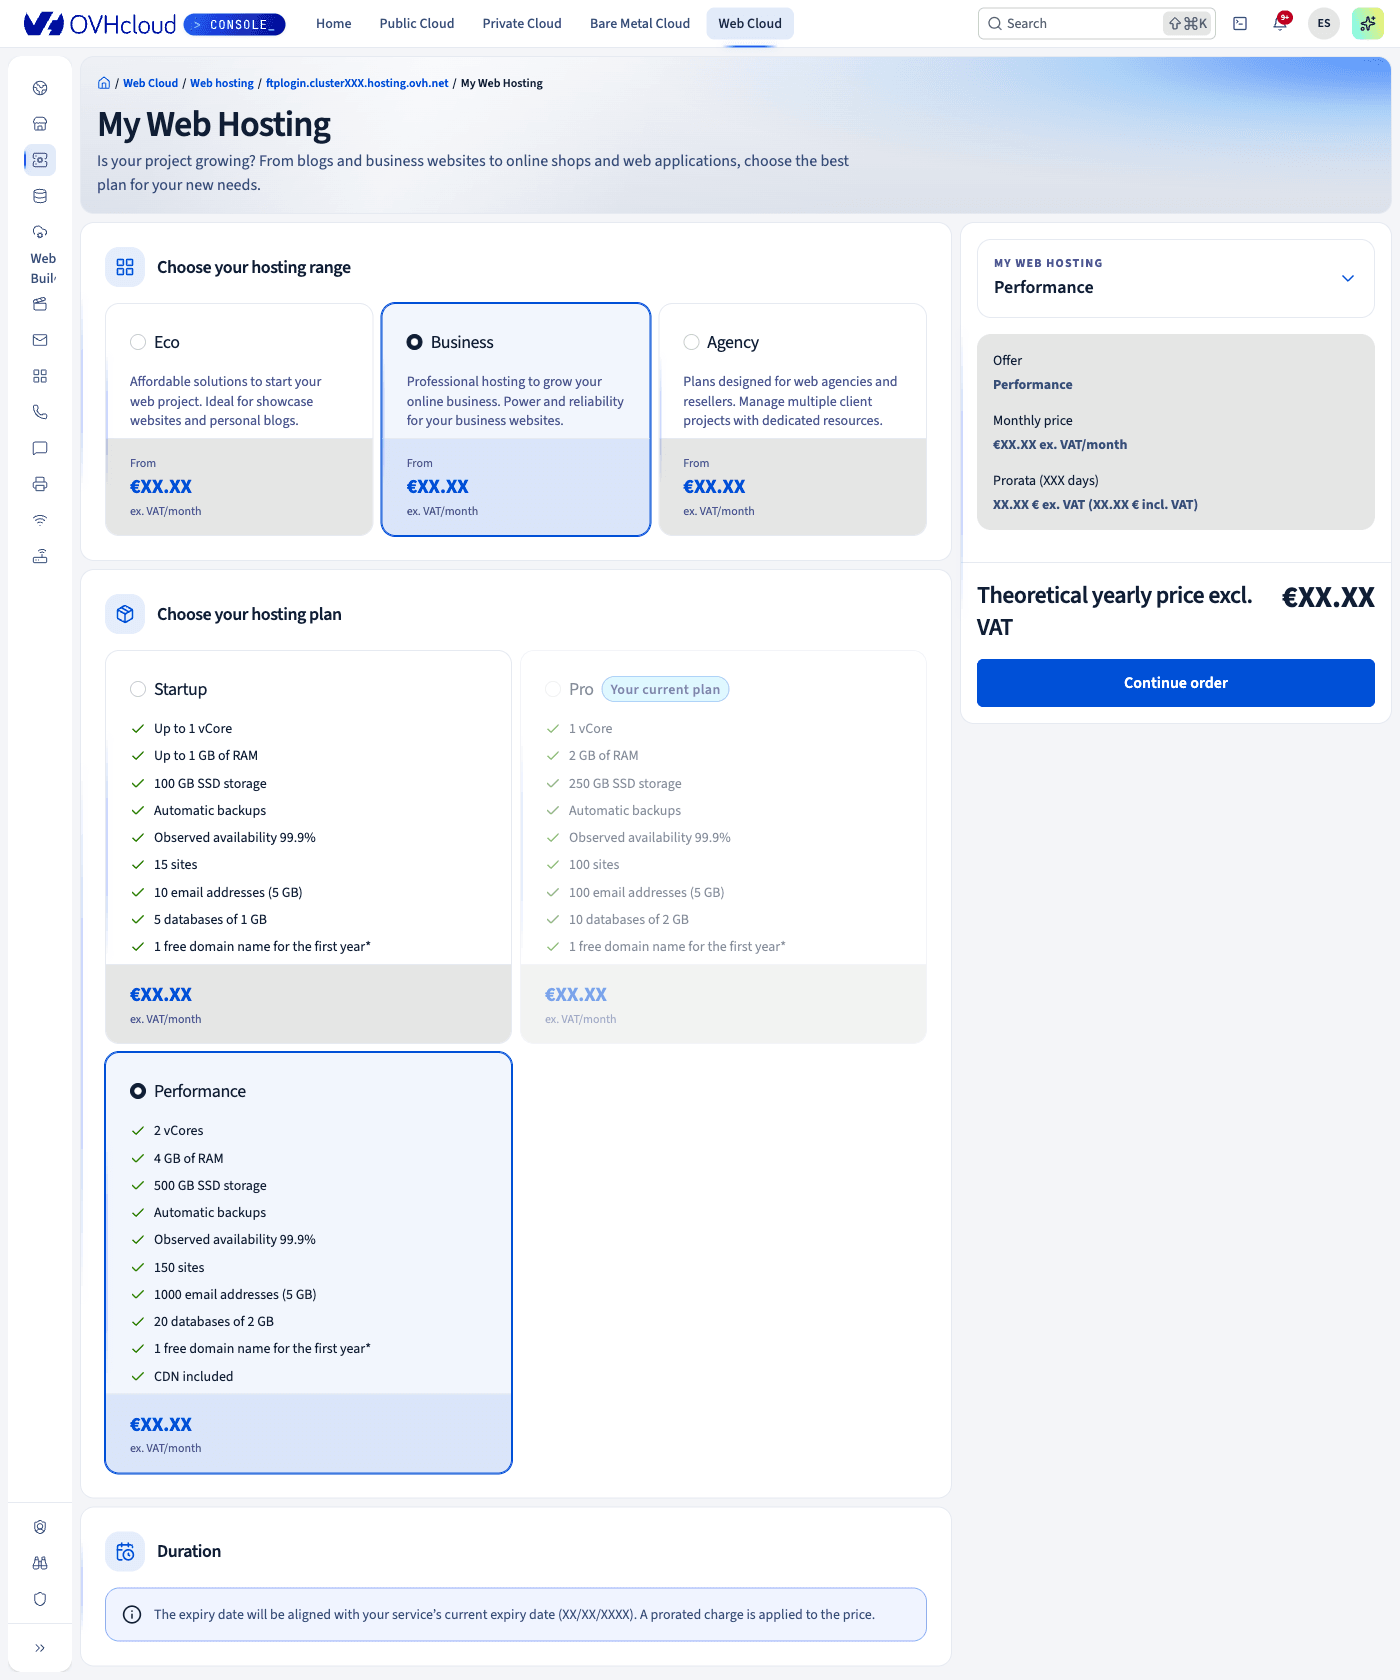 OVHcloud
> CONSOLE_
Home
Public Cloud
Private Cloud
Bare Metal Cloud
Web Cloud
Search
⇧⌘K
9+
ES
/ Web Cloud / Web hosting / ftplogin.clusterXXX.hosting.ovh.net / My Web Hosting
My Web Hosting
Is your project growing? From blogs and business websites to online shops and web applications, choose the best
plan for your new needs.
Web
Buil
Choose your hosting range
Eco
Affordable solutions to start your
web project. Ideal for showcase
websites and personal blogs.
From
€XX.XX
ex. VAT/month
Business
Professional hosting to grow your
online business. Power and reliability
for your business websites.
From
€XX.XX
ex. VAT/month
Agency
Plans designed for web agencies and
resellers. Manage multiple client
projects with dedicated resources.
From
€XX.XX
ex. VAT/month
Choose your hosting plan
Startup
Up to 1 vCore
Up to 1 GB of RAM
100 GB SSD storage
Automatic backups
Observed availability 99.9%
15 sites
10 email addresses (5 GB)
5 databases of 1 GB
1 free domain name for the first year*
€XX.XX
ex. VAT/month
Pro
Your current plan
1 vCore
2 GB of RAM
250 GB SSD storage
Automatic backups
Observed availability 99.9%
100 sites
100 email addresses (5 GB)
10 databases of 2 GB
1 free domain name for the first year*
€XX.XX
ex. VAT/month
Performance
2 vCores
4 GB of RAM
500 GB SSD storage
Automatic backups
Observed availability 99.9%
150 sites
1000 email addresses (5 GB)
20 databases of 2 GB
1 free domain name for the first year*
CDN included
€XX.XX
ex. VAT/month
Duration
The expiry date will be aligned with your service’s current expiry date (XX/XX/XXXX). A prorated charge is applied to the price.
MY WEB HOSTING
Performance
Offer
Performance
Monthly price
€XX.XX ex. VAT/month
Prorata (XXX days)
XX.XX € ex. VAT (XX.XX € incl. VAT)
Theoretical yearly price excl.
VAT
€XX.XX
Continue order